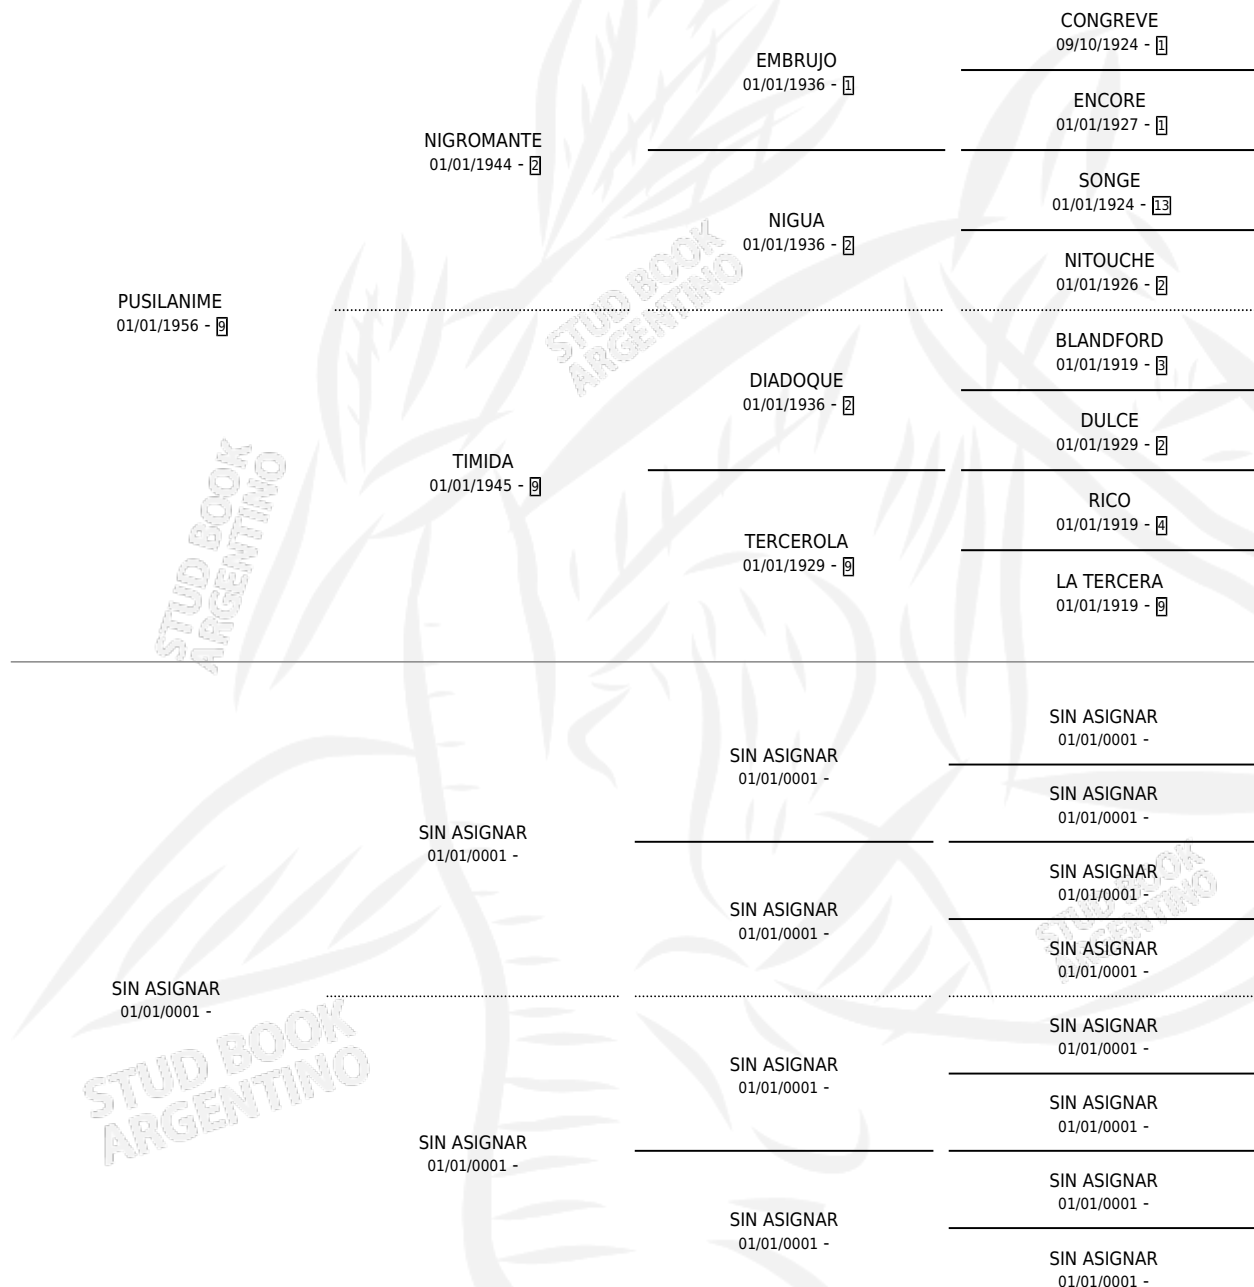 CONGREVE
09/10/1924 - 1
EMBRUJO
01/01/1936 - 1
ENCORE
01/01/1927 - 1
NIGROMANTE
01/01/1944 - 2
SONGE
01/01/1924 - 13
NIGUA
01/01/1936 - 2
NITOUCHE
01/01/1926 - 2
PUSILANIME
01/01/1956 - 9
BLANDFORD
01/01/1919 - 3
DIADOQUE
01/01/1936 - 2
DULCE
01/01/1929 - 2
TIMIDA
01/01/1945 - 9
RICO
01/01/1919 - 4
TERCEROLA
01/01/1929 - 9
LA TERCERA
01/01/1919 - 9
STUD BOOK
ARGENTINO
STUD BOOK
ARGENTINO
SIN ASIGNAR
01/01/0001 -
SIN ASIGNAR
01/01/0001 -
SIN ASIGNAR
01/01/0001 -
SIN ASIGNAR
01/01/0001 -
SIN ASIGNAR
01/01/0001 -
SIN ASIGNAR
01/01/0001 -
SIN ASIGNAR
01/01/0001 -
SIN ASIGNAR
01/01/0001 -
SIN ASIGNAR
01/01/0001 -
SIN ASIGNAR
01/01/0001 -
SIN ASIGNAR
01/01/0001 -
SIN ASIGNAR
01/01/0001 -
SIN ASIGNAR
01/01/0001 -
SIN ASIGNAR
01/01/0001 -
SIN ASIGNAR
01/01/0001 -
STUD BOOK
ARGENTINO
STUD BOOK
ARGENTINO